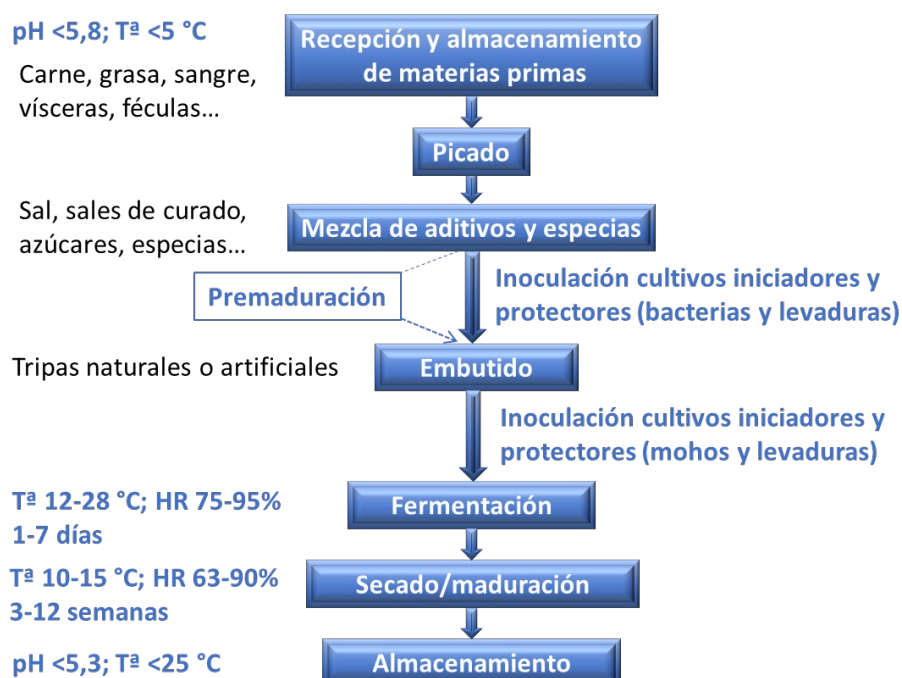 pH <5,8; Tª <5 °C
Recepción y almacenamiento
de materias primas
Carne, grasa, sangre,
vísceras, féculas…
Picado
Sal, sales de curado,
azúcares, especias…
Mezcla de aditivos y especias
Premaduración
Inoculación cultivos iniciadores y
protectores (bacterias y levaduras)
Tripas naturales o artificiales
Embutido
Inoculación cultivos iniciadores y
protectores (mohos y levaduras)
Tª 12-28 °C; HR 75-95%
1-7 días
Fermentación
Tª 10-15 °C; HR 63-90%
3-12 semanas
Secado/maduración
pH <5,3; Tª <25 °C
Almacenamiento